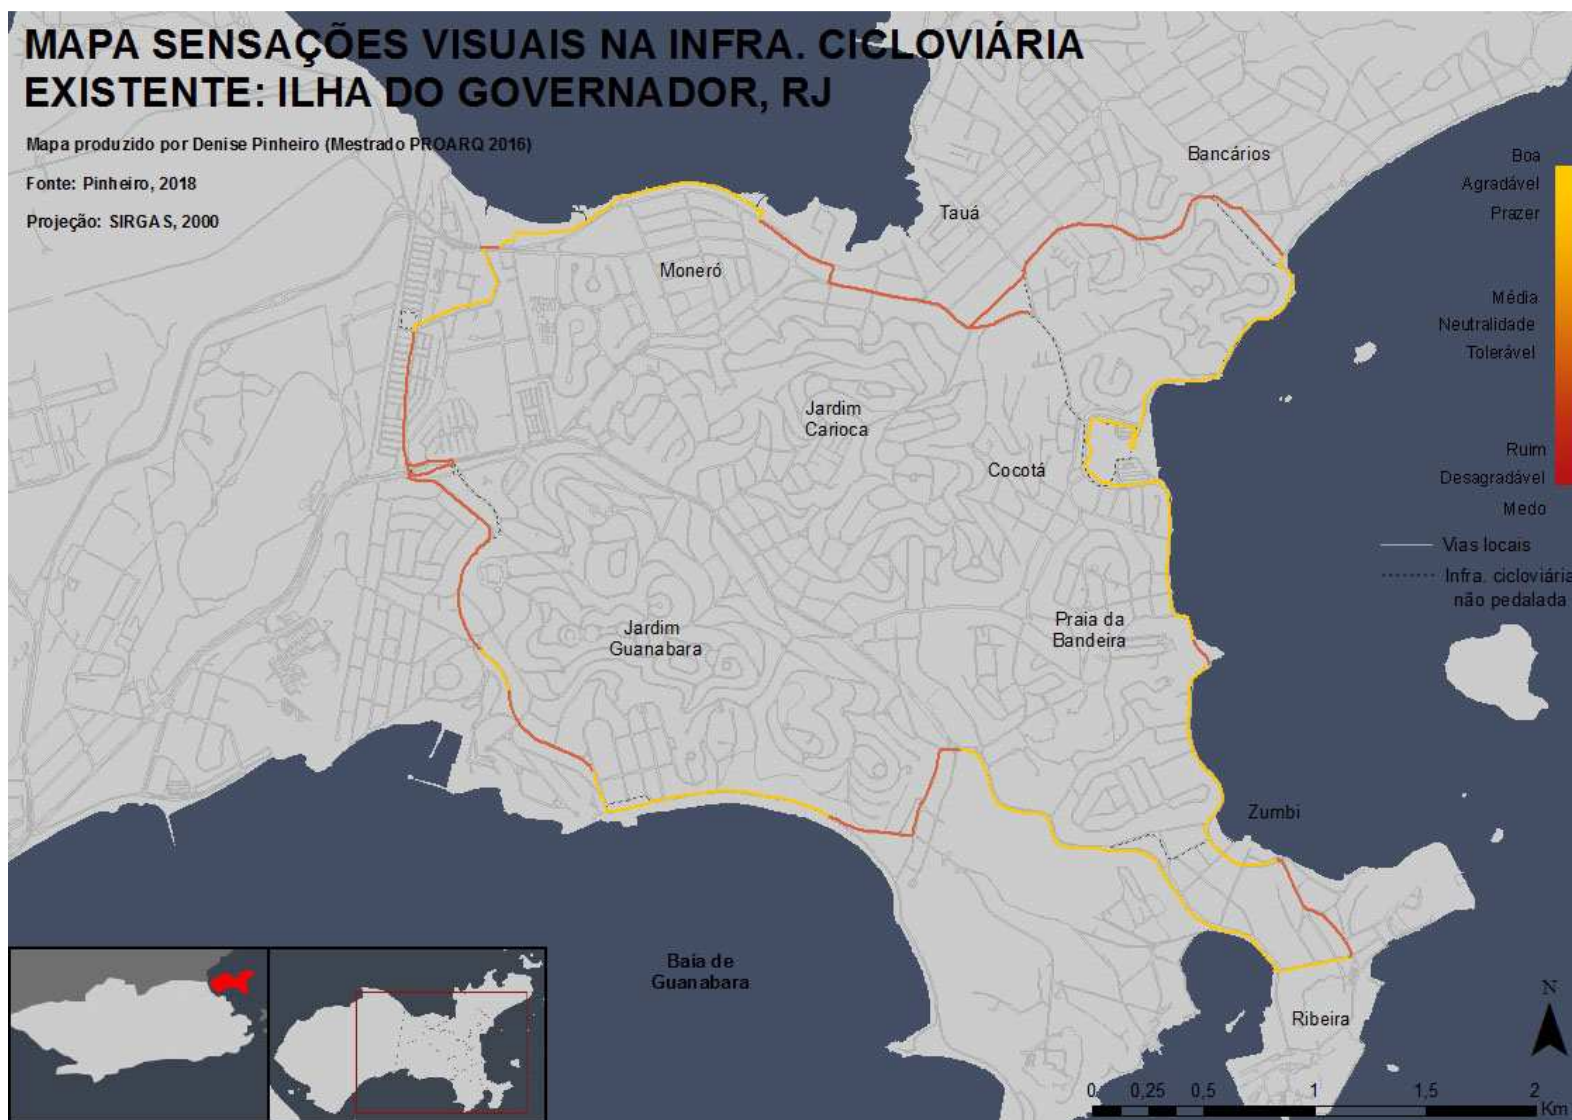 MAPA SENSAÇÕES VISUAIS NA INFRA. CICLOVIÁRIA
EXISTENTE: ILHA DO GOVERNADOR, RJ
Mapa produzido por Denise Pinheiro (Mestrado PROARQ 2016)
Fonte: Pinheiro, 2018
Projeção: SIRGAS, 2000
Bancários
Tauá
Moneró
Jardim
Carioca
Cocotá
Jardim
Guanabara
Praia da
Bandeira
Zumbi
Baia de
Guanabara
Ribeira
Boa
Agradável
Prazer
Média
Neutralidade
Tolerável
Ruim
Desagradável
Medo
Vias locais
Infra. cicloviária
não pedalada
N
0 0,25 0,5 1 1,5 2
Km